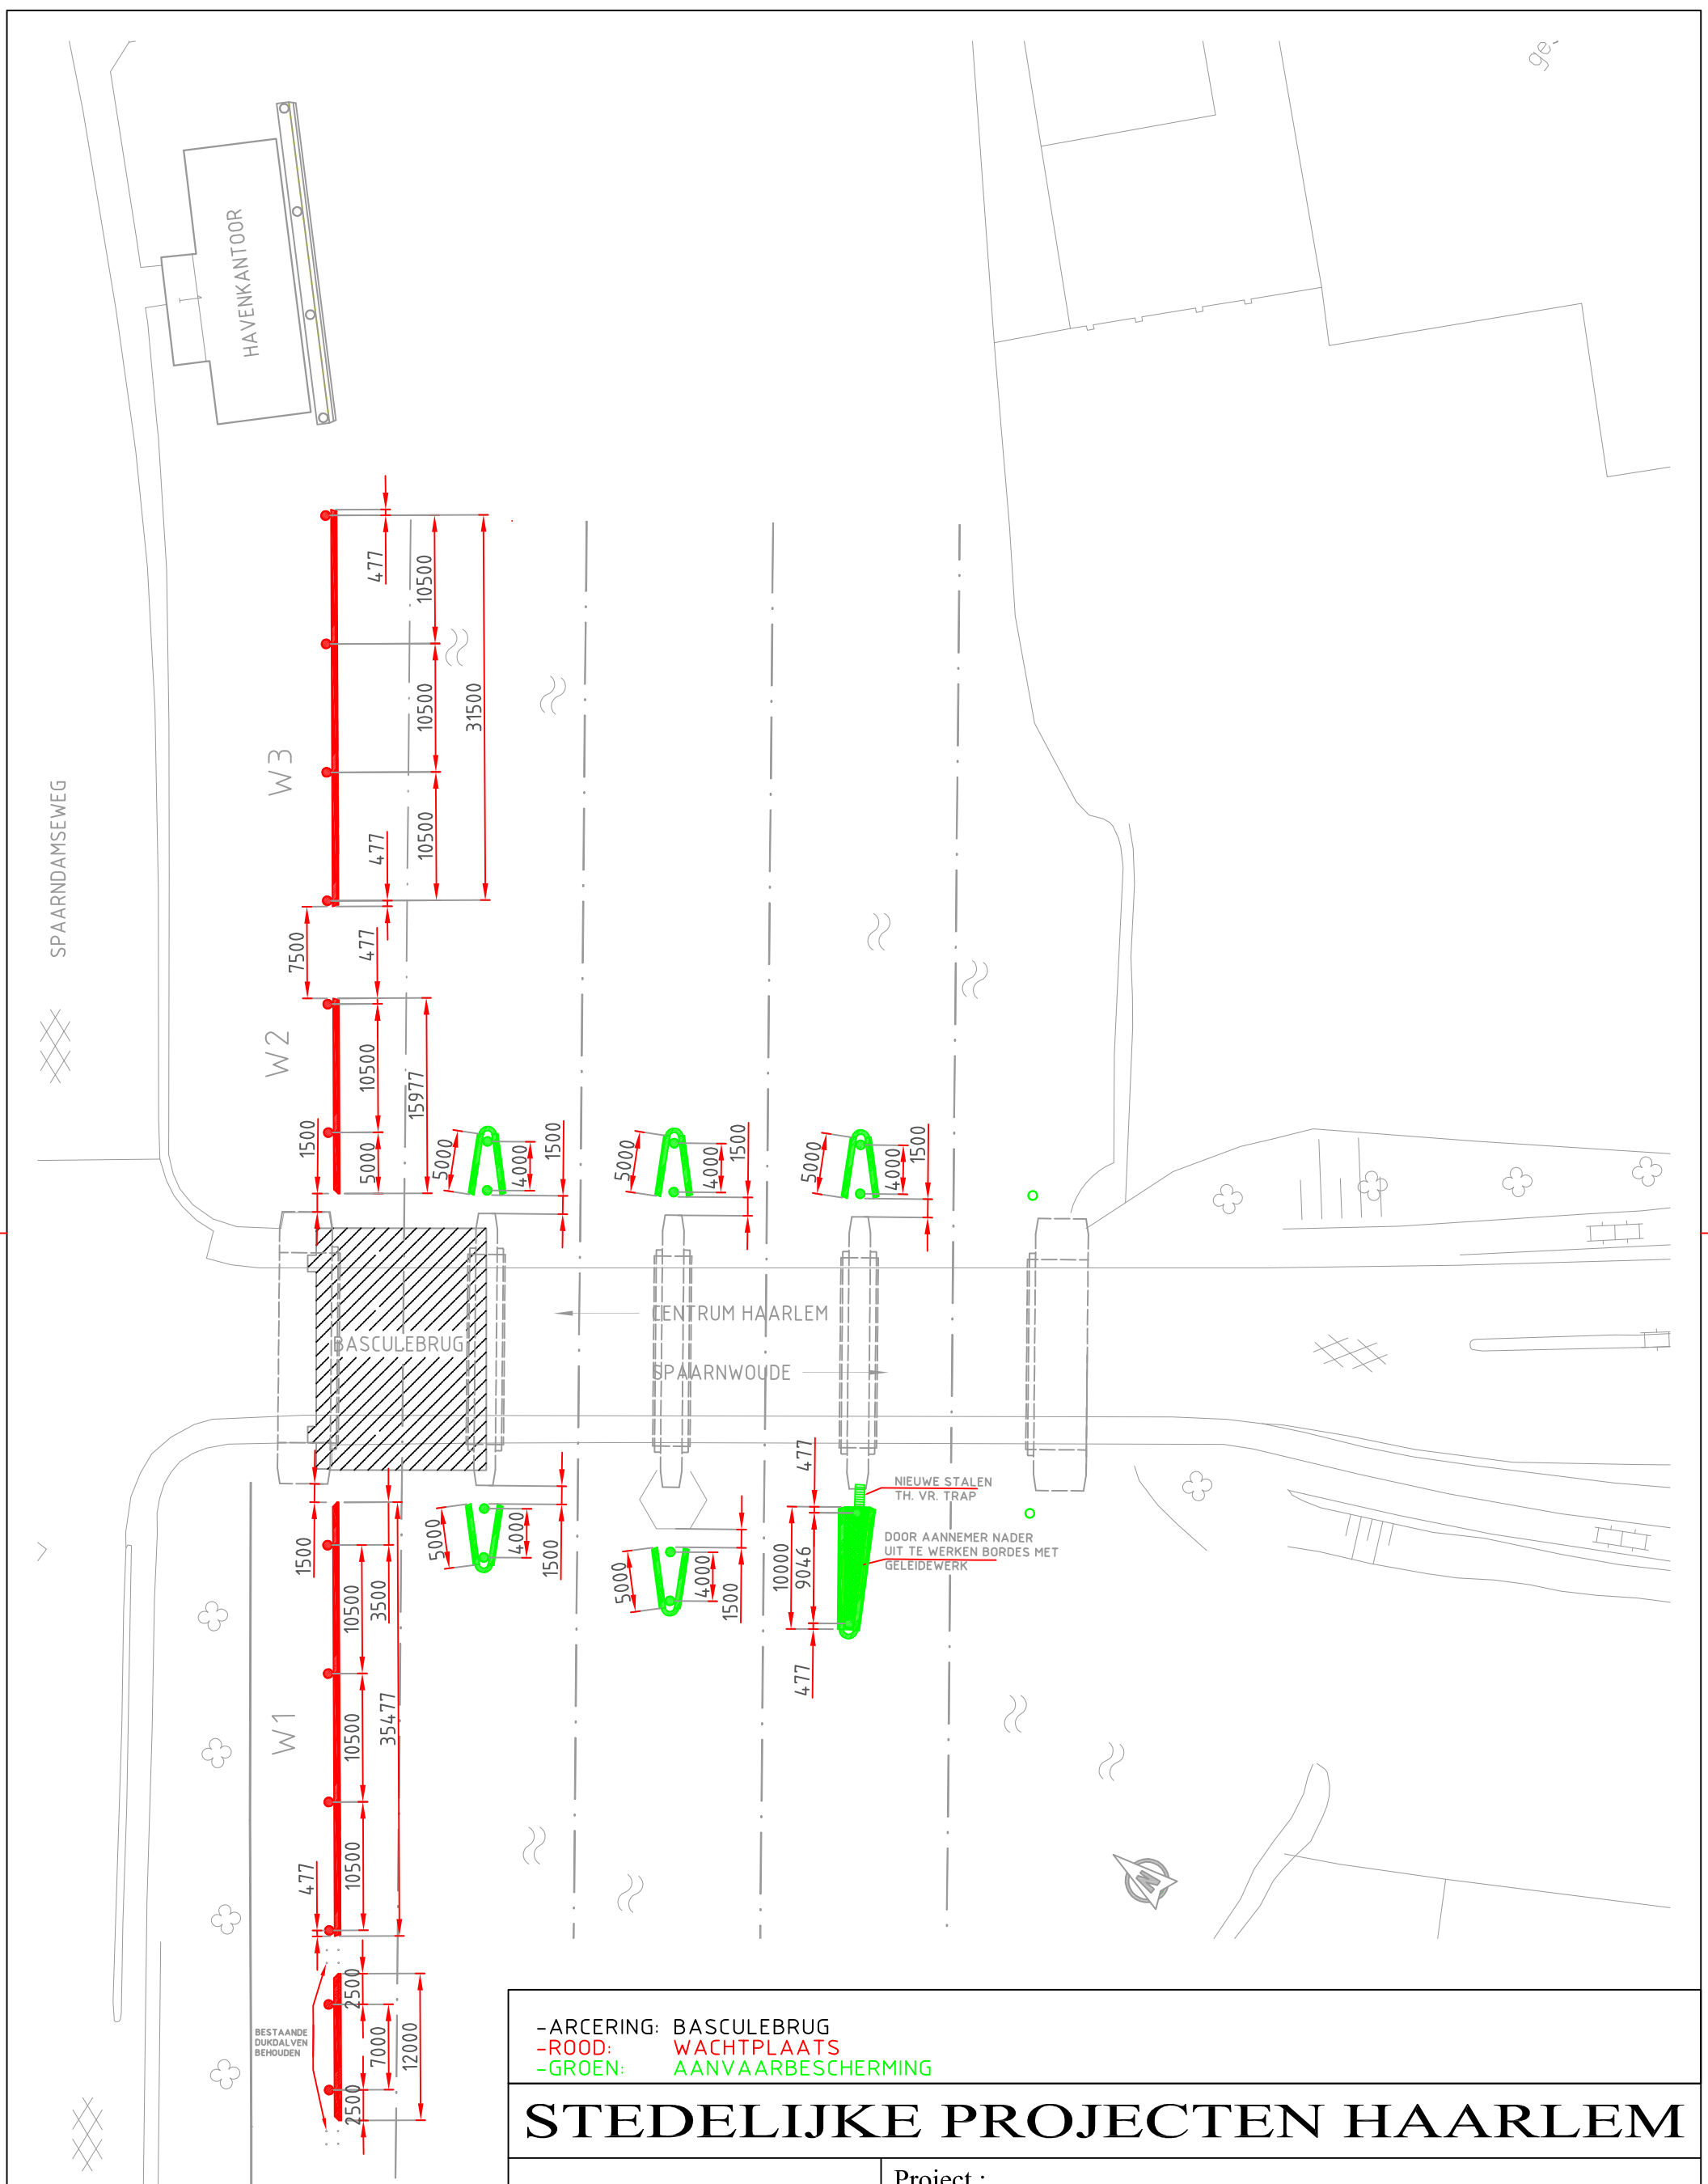 ge-
HAVENKANTOOR
477
10500
10500
31500
W3
SPAARNDAMSEWEG
477
10500
7500
477
W2
10500
15977
1500
5000
5000
4000
1500
5000
4000
1500
5000
4000
1500
CENTRUM HAARLEM
BASCULEBRUG
SPAARNWOUDE
477
NIEUWE STALEN
TH. VR. TRAP
DOOR AANNEMER NADER
UIT TE WERKEN BORDES MET
GELEIDEWERK
1500
3500
5000
4000
1500
5000
4000
1500
10000
9046
477
10500
10500
35477
W1
10500
477
2500
BESTAANDE
DUKDALVEN
BEHOUDEN
7000
12000
2500
N
-ARCERING: BASCULEBRUG
-ROOD: WACHTPLAATS
-GROEN: AANVAARBESCHERMING
STEDELIJKE PROJECTEN HAARLEM
Project :